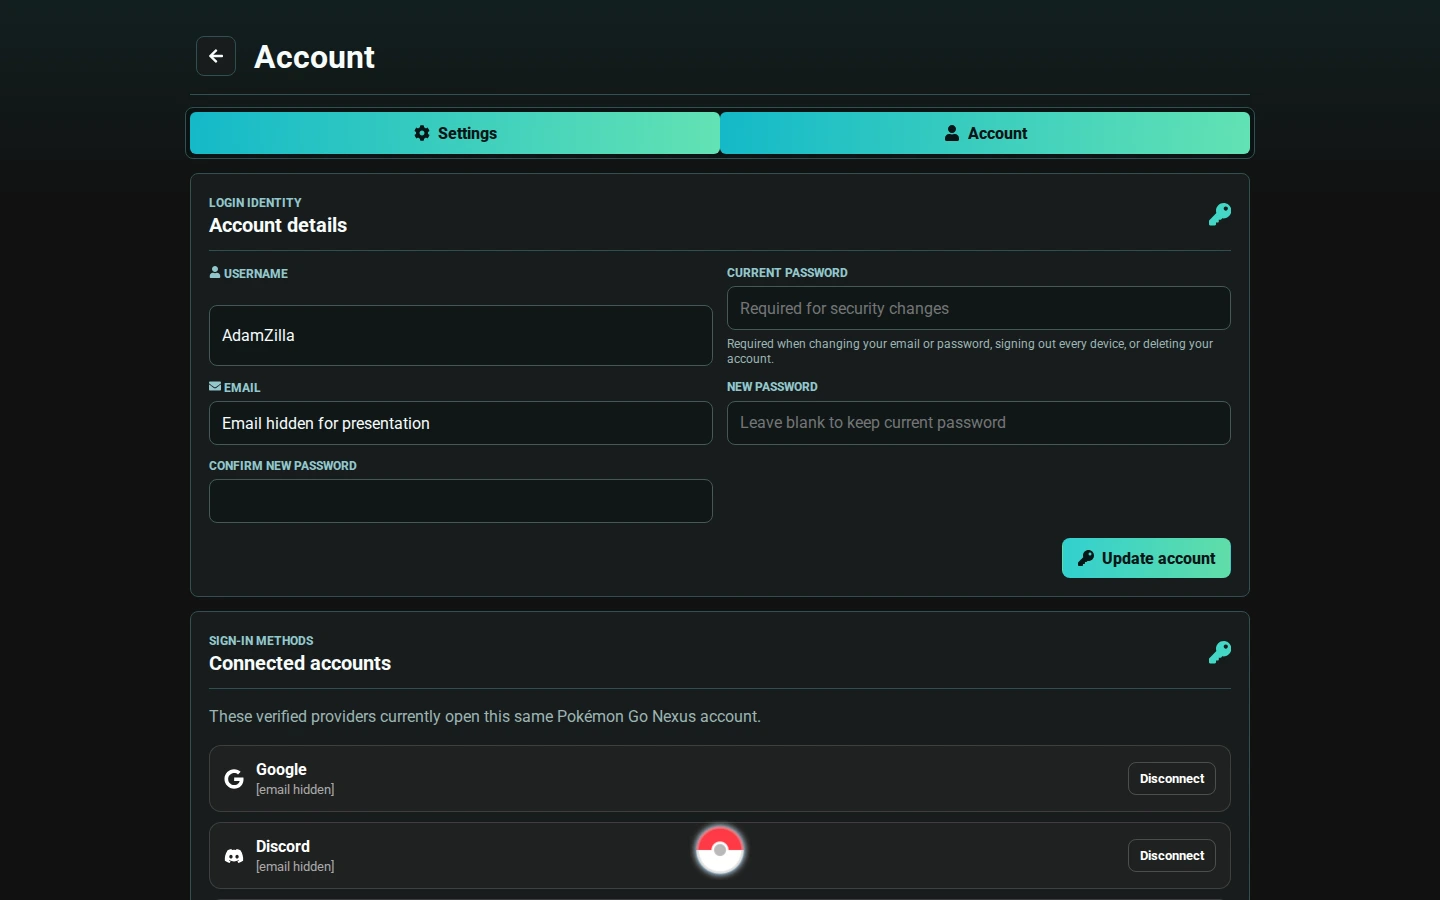 Account
Settings
Account
LOGIN IDENTITY
Account details
USERNAME
AdamZilla
CURRENT PASSWORD
Required for security changes
Required when changing your email or password, signing out every device, or deleting your
account.
EMAIL
Email hidden for presentation
NEW PASSWORD
Leave blank to keep current password
CONFIRM NEW PASSWORD
Update account
SIGN-IN METHODS
Connected accounts
These verified providers currently open this same Pokémon Go Nexus account.
Google
[email hidden]
Disconnect
Discord
[email hidden]
Disconnect